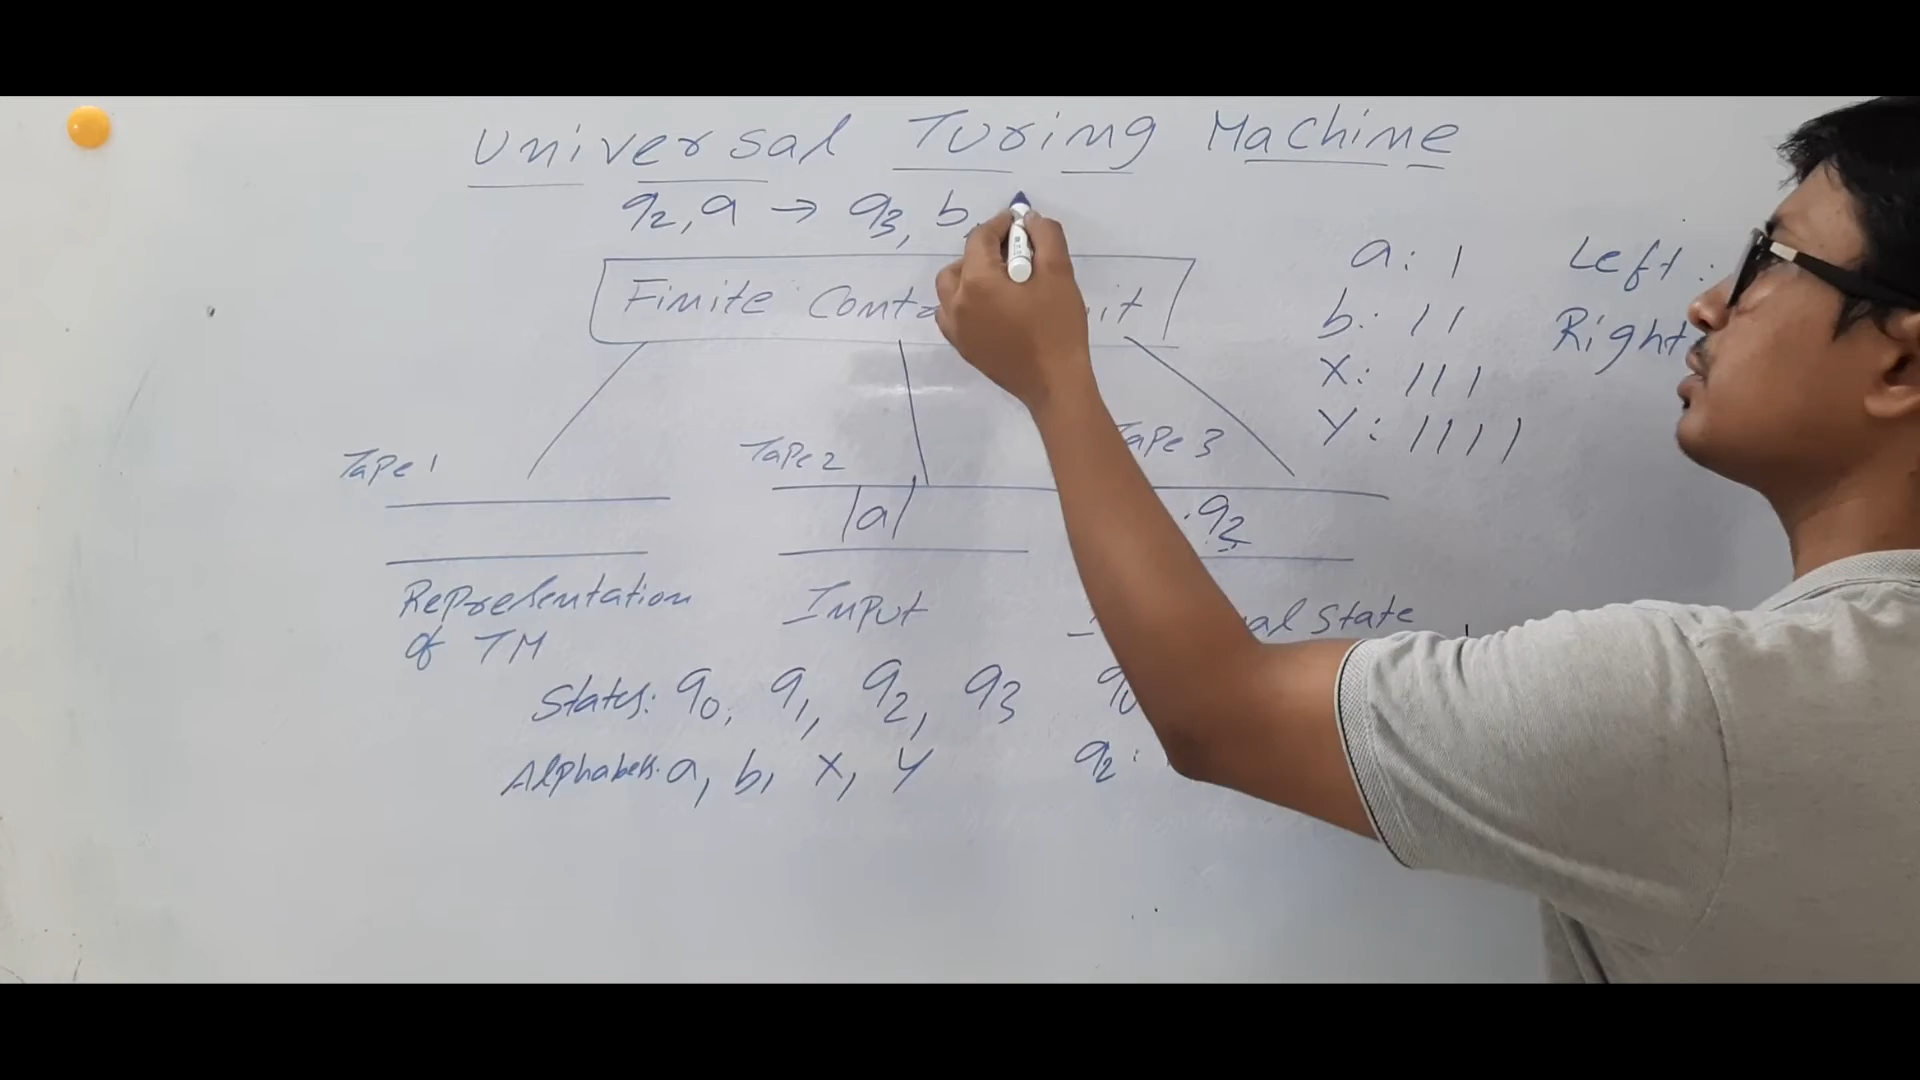 Universal Turing Machine
q2, a → q3, b,
Finite
a: 1
b: 11
X: 111
Y: 1111
Left :
Right
Tape 1
Tape 2
Tape 3
a
q2
Representation
of TM
Input
State
States: q0, q1, q2, q3
Alphabets: a, b, X, Y
q0
q2 :